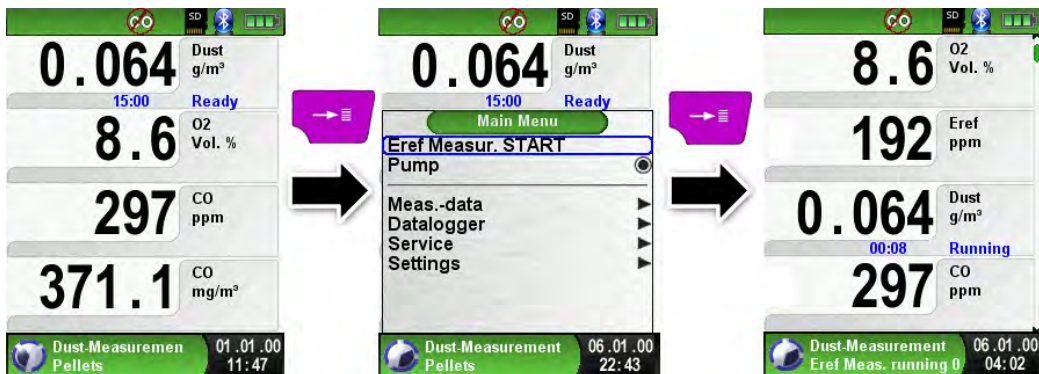 CO SD
0.064 Dust
g/m³
15:00 Ready
8.6 O2
Vol. %
297 CO
ppm
371.1 CO
mg/m³
Dust-Measuremen 01.01.00
Pellets 11:47
CO SD
0.064 Dust
g/m³
15:00 Ready
Main Menu
Eref Measur. START
Pump
Meas.-data
Datalogger
Service
Settings
Dust-Measurement 06.01.00
Pellets 22:43
CO SD
8.6 O2
Vol. %
192 Eref
ppm
0.064 Dust
g/m³
00:08 Running
297 CO
ppm
Dust-Measurement 06.01.00
Eref Meas. running 0 04:02